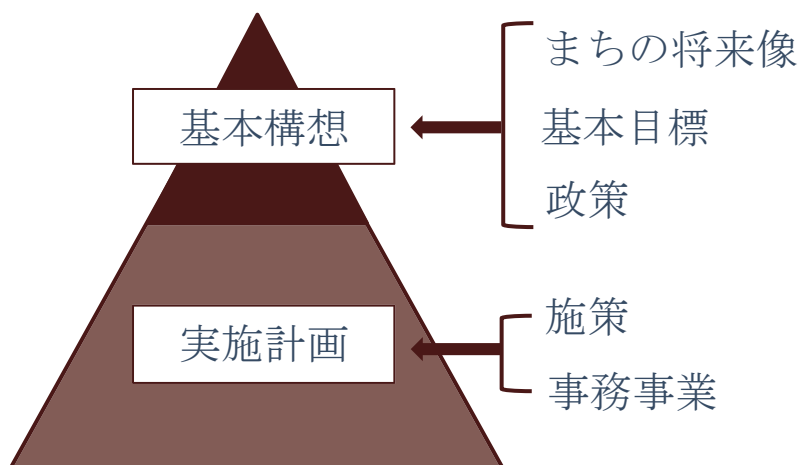 まちの将来像
基本構想
基本目標
政策
施策
実施計画
事務事業